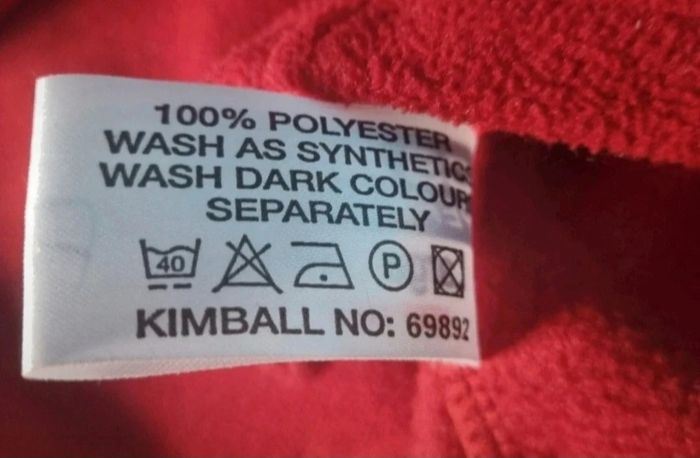 100% POLYESTER
WASH AS SYNTHETICS
WASH DARK COLOUR
SEPARATELY
40 P
KIMBALL NO: 69892